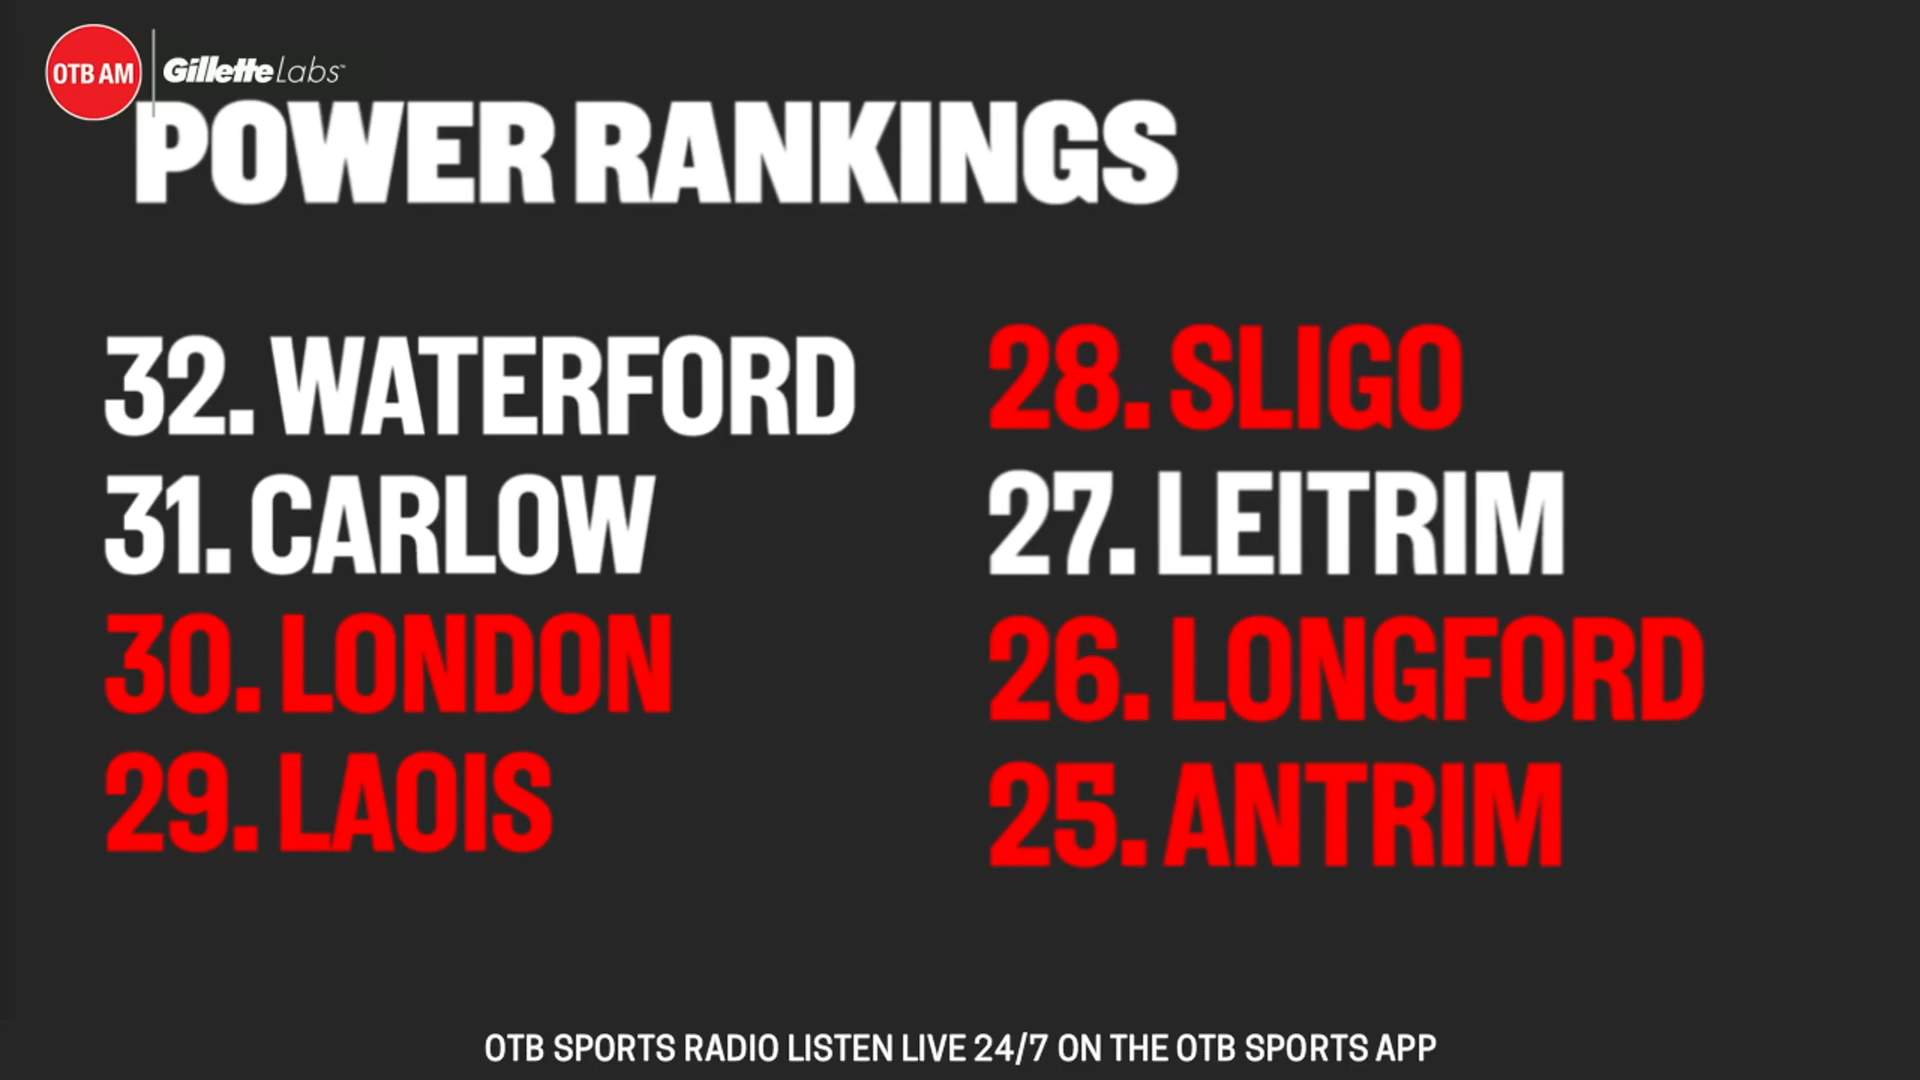 OTB AM
Gillette Labs™
POWER RANKINGS
32. WATERFORD
31. CARLOW
30. LONDON
29. LAOIS
28. SLIGO
27. LEITRIM
26. LONGFORD
25. ANTRIM
OTB SPORTS RADIO LISTEN LIVE 24/7 ON THE OTB SPORTS APP